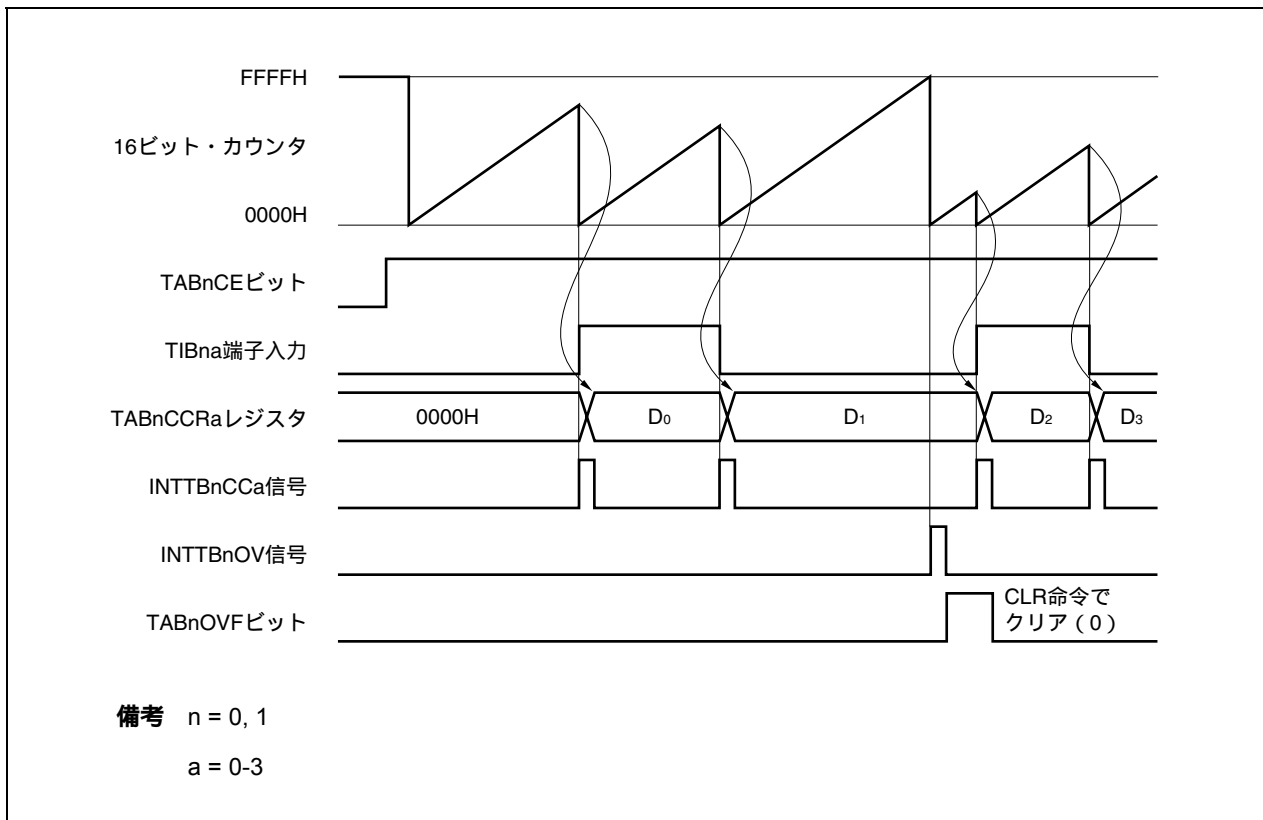 FFFFH
16ビット・カウンタ
0000H
TABnCEビット
TIBna端子入力
TABnCCRaレジスタ
0000H D0 D1 D2 D3
INTTBnCCa信号
INTTBnOV信号
TABnOVFビット
CLR命令で
クリア(0)
備考 n = 0, 1
a = 0-3